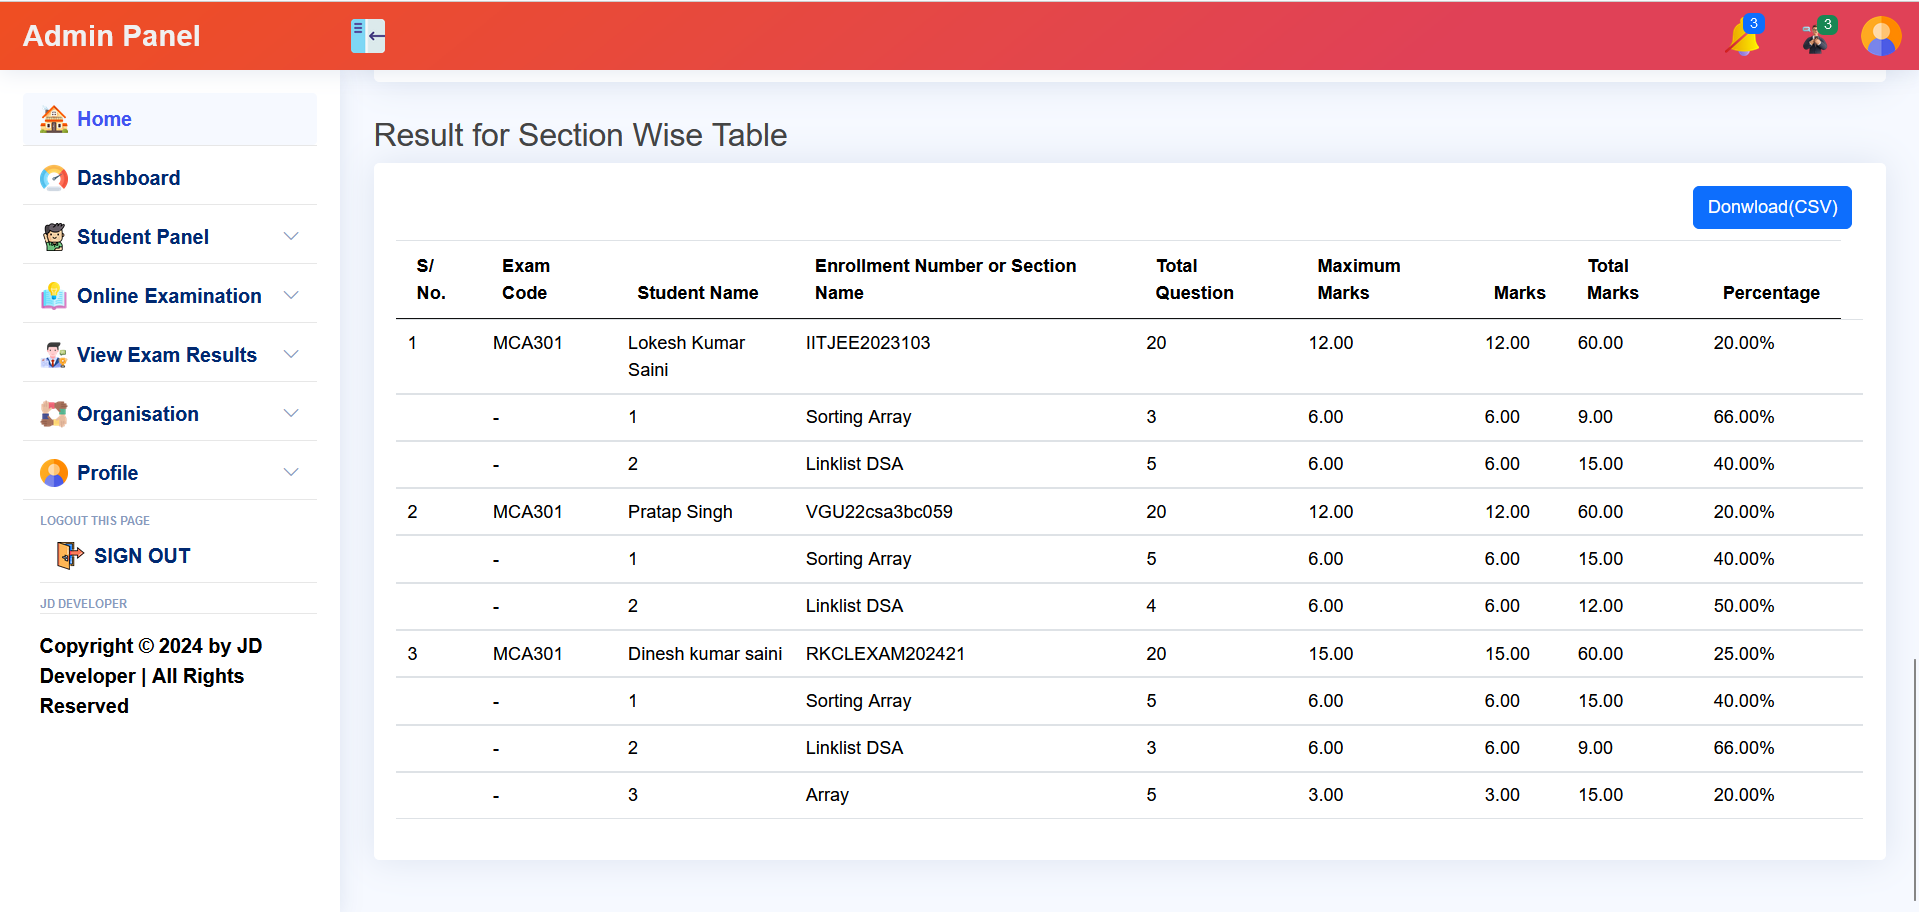 Admin Panel
3
3
Home
Dashboard
Student Panel
Online Examination
View Exam Results
Organisation
Profile
LOGOUT THIS PAGE
SIGN OUT
JD DEVELOPER
Copyright © 2024 by JD
Developer | All Rights
Reserved
Result for Section Wise Table
Donwload(CSV)
S/ Exam Enrollment Number or Section Total Maximum Total
No. Code Student Name Name Question Marks Marks Marks Percentage
1 MCA301 Lokesh Kumar IITJEE2023103 20 12.00 12.00 60.00 20.00%
Saini
- 1 Sorting Array 3 6.00 6.00 9.00 66.00%
- 2 Linklist DSA 5 6.00 6.00 15.00 40.00%
2 MCA301 Pratap Singh VGU22csa3bc059 20 12.00 12.00 60.00 20.00%
- 1 Sorting Array 5 6.00 6.00 15.00 40.00%
- 2 Linklist DSA 4 6.00 6.00 12.00 50.00%
3 MCA301 Dinesh kumar saini RKCLEXAM202421 20 15.00 15.00 60.00 25.00%
- 1 Sorting Array 5 6.00 6.00 15.00 40.00%
- 2 Linklist DSA 3 6.00 6.00 9.00 66.00%
- 3 Array 5 3.00 3.00 15.00 20.00%